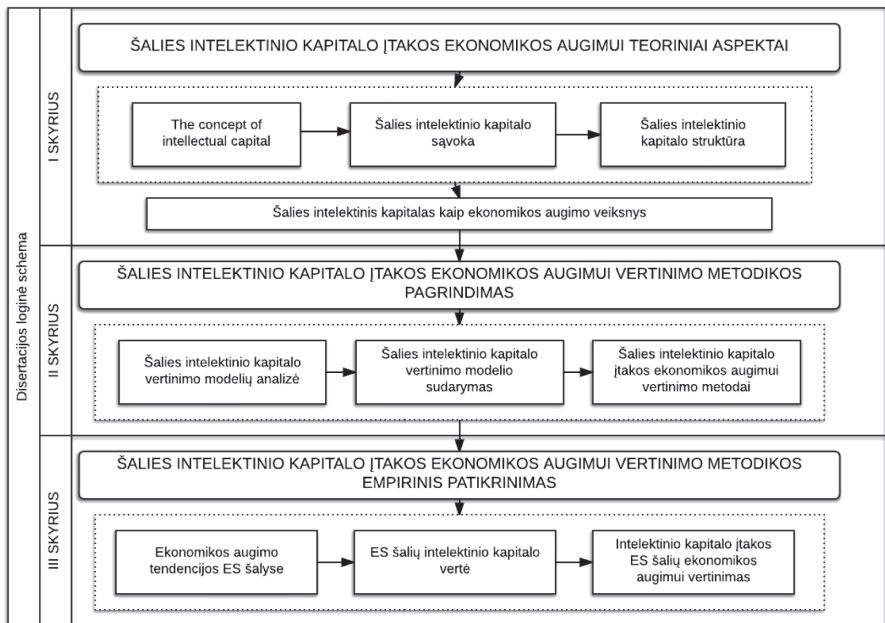 Disertacijos loginė schema
I SKYRIUS
ŠALIES INTELEKTINIO KAPITALO ĮTAKOS EKONOMIKOS AUGIMUI TEORINIAI ASPEKTAI
The concept of
intellectual capital
Šalies intelektinio kapitalo
sąvoka
Šalies intelektinio
kapitalo struktūra
Šalies intelektinis kapitalas kaip ekonomikos augimo veiksnys
II SKYRIUS
ŠALIES INTELEKTINIO KAPITALO ĮTAKOS EKONOMIKOS AUGIMUI VERTINIMO METODIKOS
PAGRINDIMAS
Šalies intelektinio kapitalo
vertinimo modelių analizė
Šalies intelektinio kapitalo
vertinimo modelio
sudarymas
Šalies intelektinio kapitalo
įtakos ekonomikos augimui
vertinimo metodai
III SKYRIUS
ŠALIES INTELEKTINIO KAPITALO ĮTAKOS EKONOMIKOS AUGIMUI VERTINIMO METODIKOS
EMPIRINIS PATIKRINIMAS
Ekonomikos augimo
tendencijos ES šalyse
ES šalių intelektinio kapitalo
vertė
Intelektinio kapitalo įtakos
ES šalių ekonomikos
augimui vertinimas